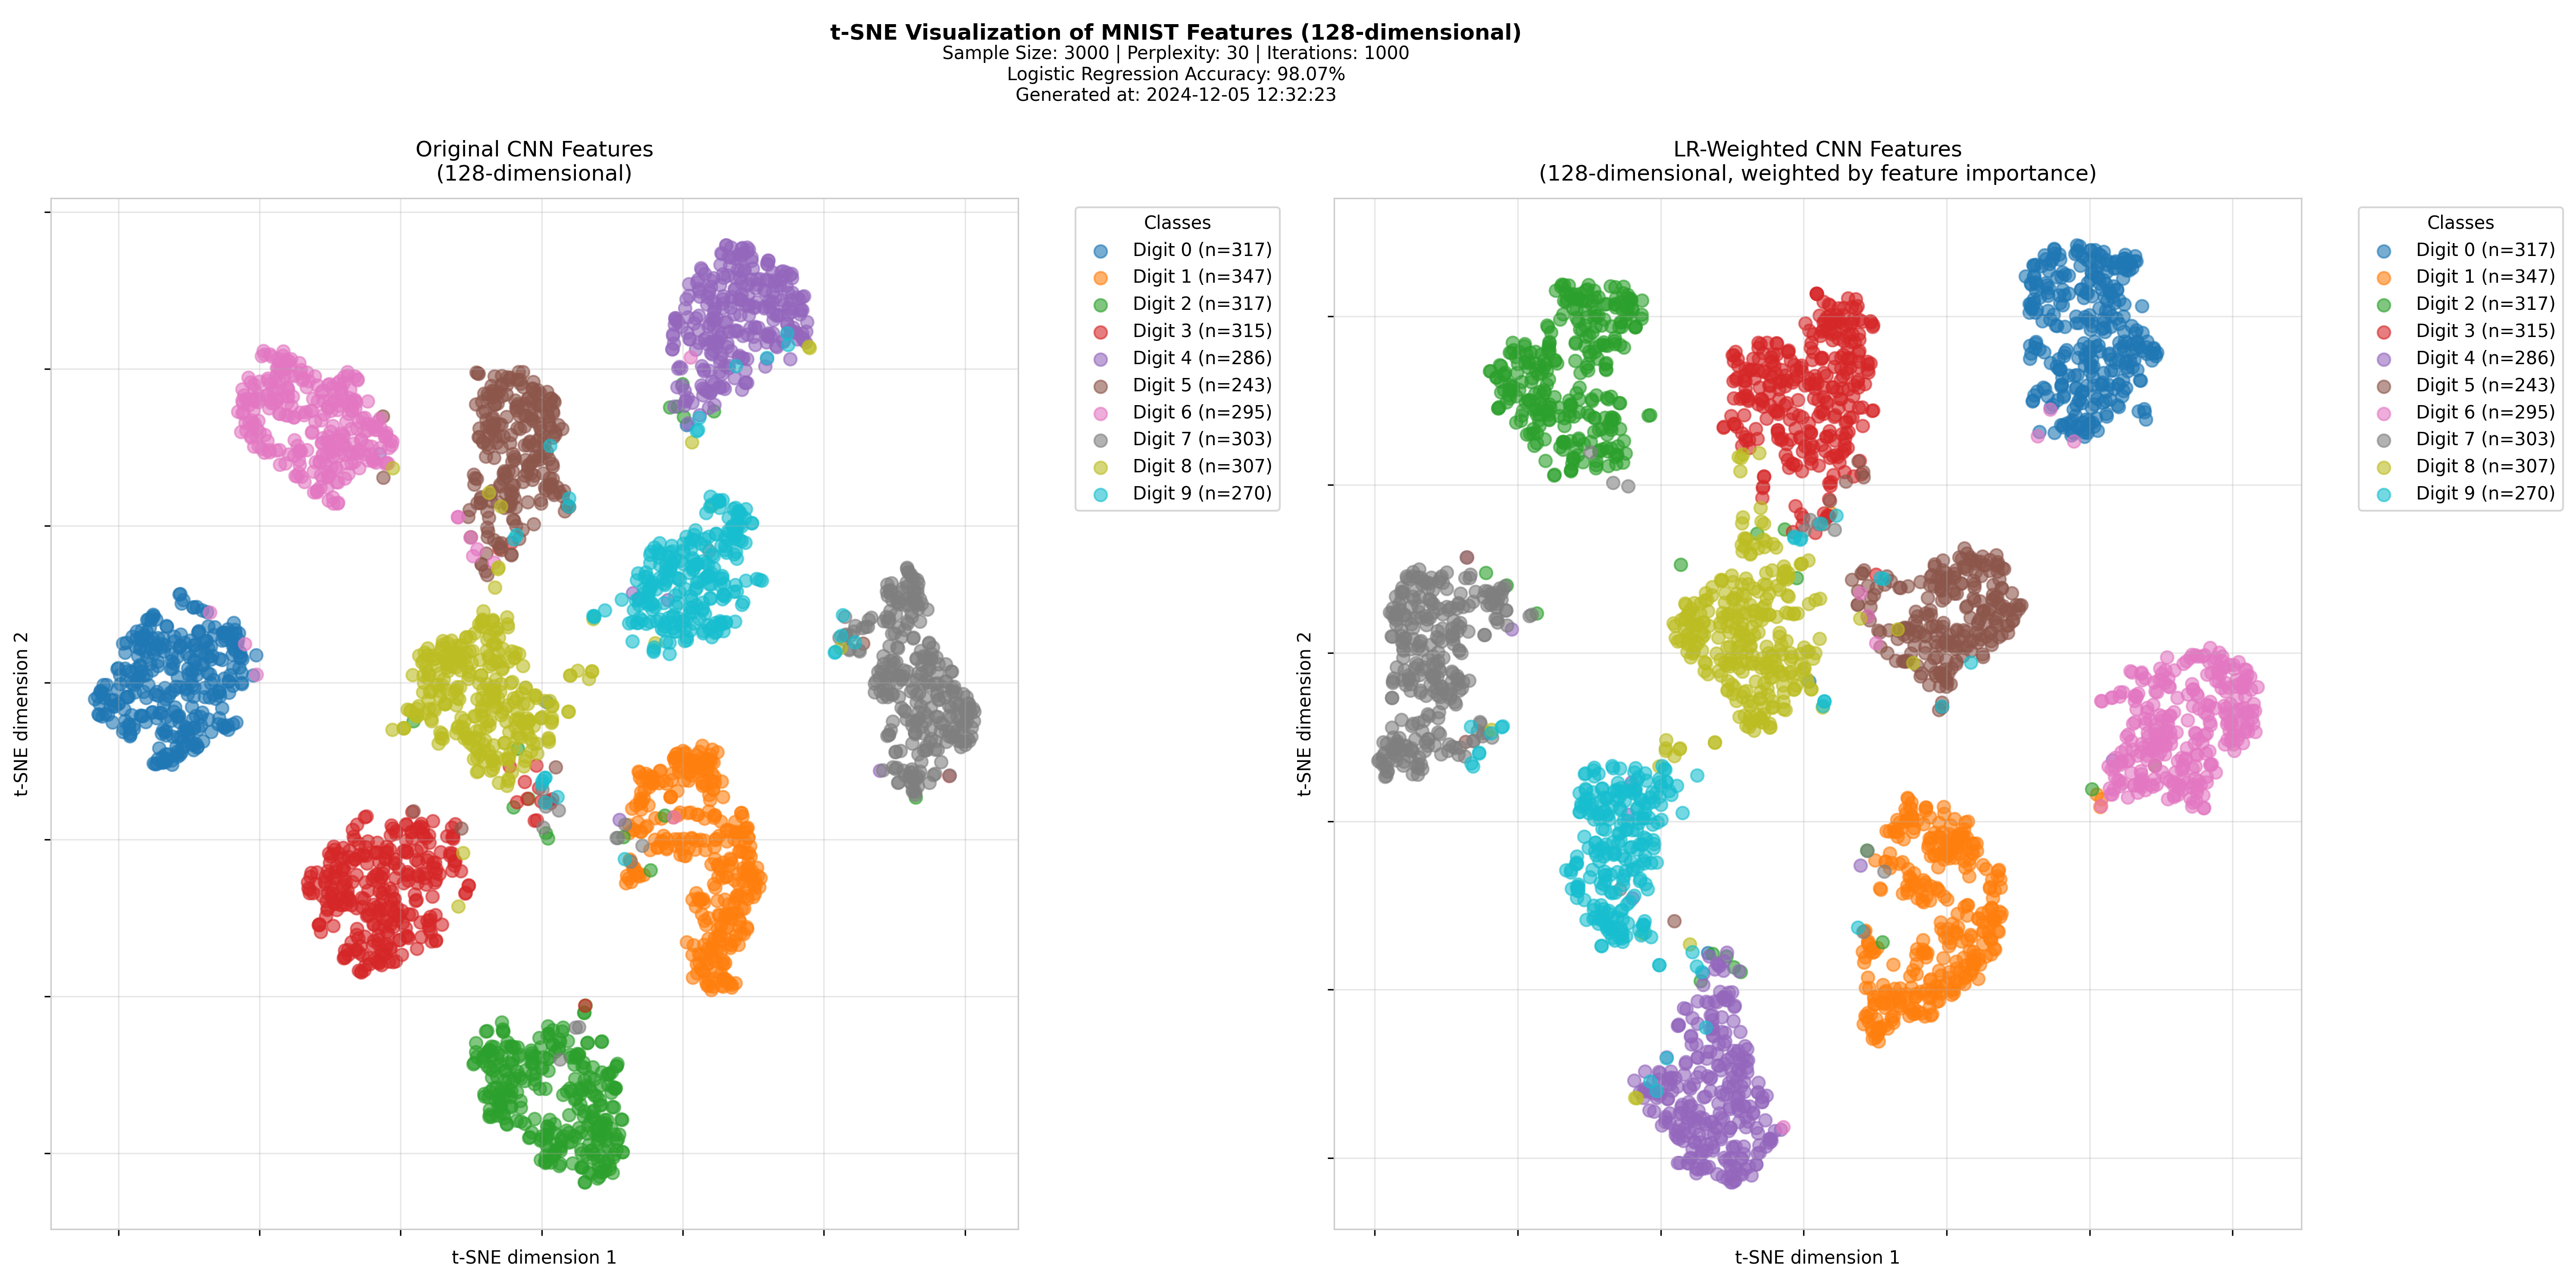 t-SNE Visualization of MNIST Features (128-dimensional)
Sample Size: 3000 | Perplexity: 30 | Iterations: 1000
Logistic Regression Accuracy: 98.07%
Generated at: 2024-12-05 12:32:23
Original CNN Features
(128-dimensional)
t-SNE dimension 2
t-SNE dimension 1
Classes
Digit 0 (n=317)
Digit 1 (n=347)
Digit 2 (n=317)
Digit 3 (n=315)
Digit 4 (n=286)
Digit 5 (n=243)
Digit 6 (n=295)
Digit 7 (n=303)
Digit 8 (n=307)
Digit 9 (n=270)
LR-Weighted CNN Features
(128-dimensional, weighted by feature importance)
t-SNE dimension 2
t-SNE dimension 1
Classes
Digit 0 (n=317)
Digit 1 (n=347)
Digit 2 (n=317)
Digit 3 (n=315)
Digit 4 (n=286)
Digit 5 (n=243)
Digit 6 (n=295)
Digit 7 (n=303)
Digit 8 (n=307)
Digit 9 (n=270)